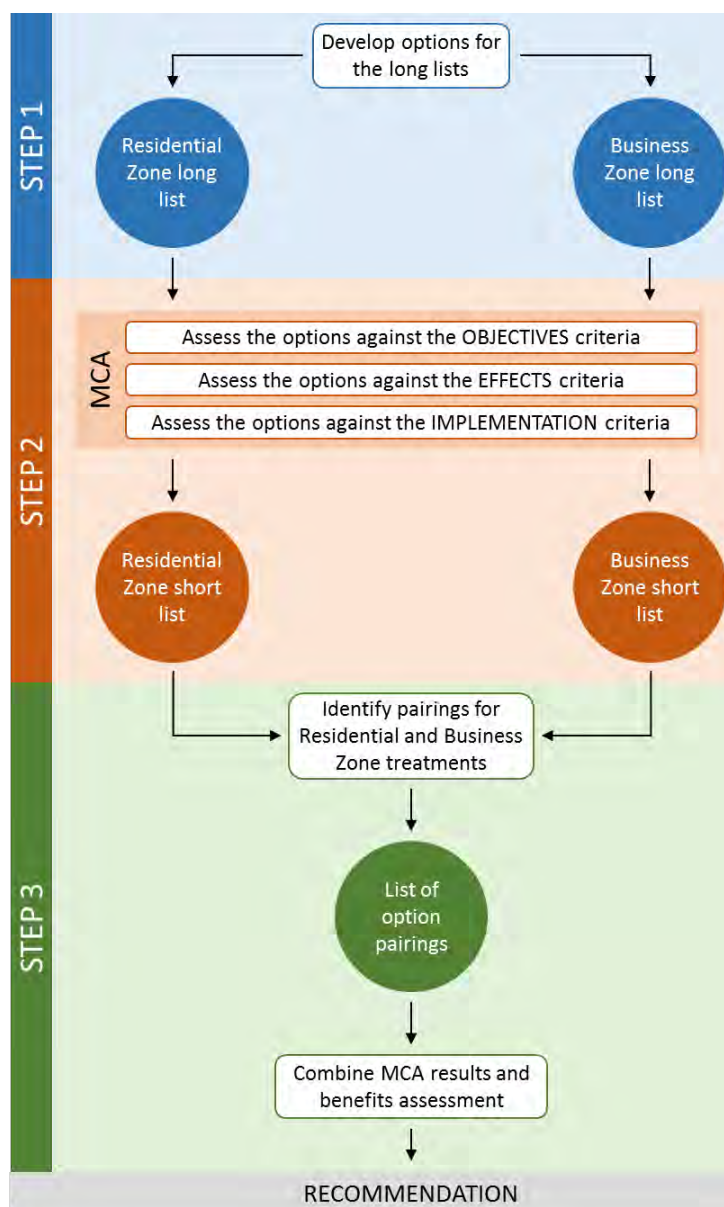 STEP 1
Develop options for
the long lists
Residential
Zone long
list
Business
Zone long
list
STEP 2
MCA
Assess the options against the OBJECTIVES criteria
Assess the options against the EFFECTS criteria
Assess the options against the IMPLEMENTATION criteria
Residential
Zone short
list
Business
Zone short
list
STEP 3
Identify pairings for
Residential and Business
Zone treatments
List of
option
pairings
Combine MCA results and
benefits assessment
RECOMMENDATION